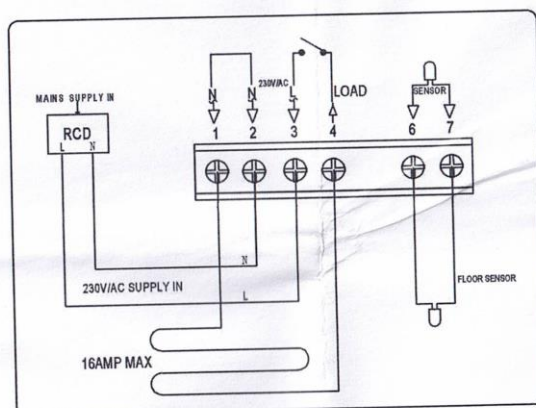 230V/AC
N N L LOAD SENSOR
MAINS SUPPLY IN
1 2 3 4 6 7
RCD
L N
N
230V/AC SUPPLY IN
L
FLOOR SENSOR
16AMP MAX